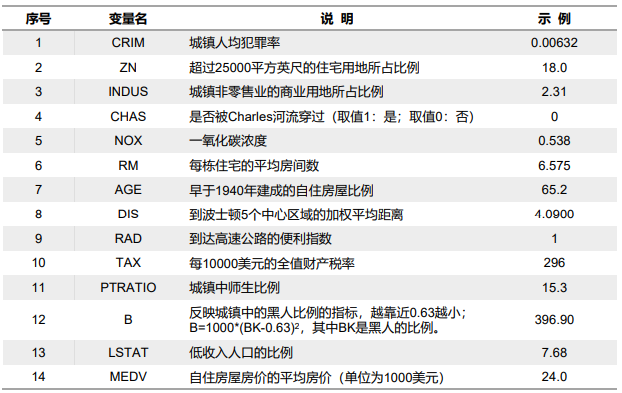 序号 变量名 说 明 示 例
1 CRIM 城镇人均犯罪率 0.00632
2 ZN 超过25000平方英尺的住宅用地所占比例 18.0
3 INDUS 城镇非零售业的商业用地所占比例 2.31
4 CHAS 是否被Charles河流穿过（取值1：是；取值0：否） 0
5 NOX 一氧化碳浓度 0.538
6 RM 每栋住宅的平均房间数 6.575
7 AGE 早于1940年建成的自住房屋比例 65.2
8 DIS 到波士顿5个中心区域的加权平均距离 4.0900
9 RAD 到达高速公路的便利指数 1
10 TAX 每10000美元的全值财产税率 296
11 PTRATIO 城镇中师生比例 15.3
12 B 反映城镇中的黑人比例的指标，越靠近0.63越小； 396.90
B=1000*(BK-0.63)²，其中BK是黑人的比例。
13 LSTAT 低收入人口的比例 7.68
14 MEDV 自住房屋房价的平均房价（单位为1000美元） 24.0